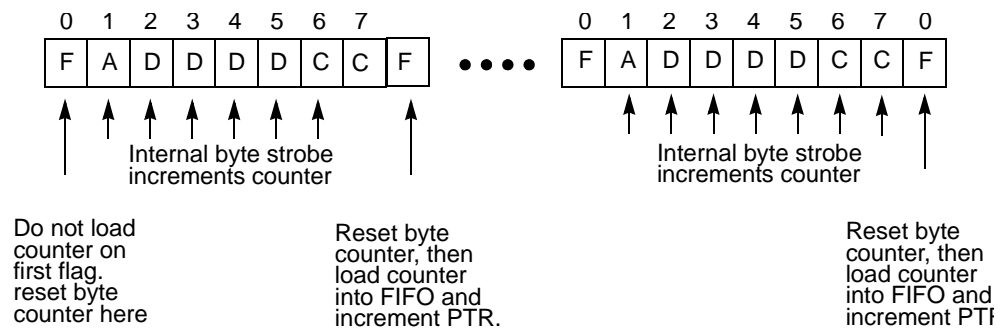 0 1 2 3 4 5 6 7
F A D D D D C C F
0 1 2 3 4 5 6 7 0
F A D D D D C C F
Internal byte strobe
increments counter
Internal byte strobe
increments counter
Do not load
counter on
first flag.
reset byte
counter here
Reset byte
counter, then
load counter
into FIFO and
increment PTR.
Reset byte
counter, then
load counter
into FIFO and
increment PTR